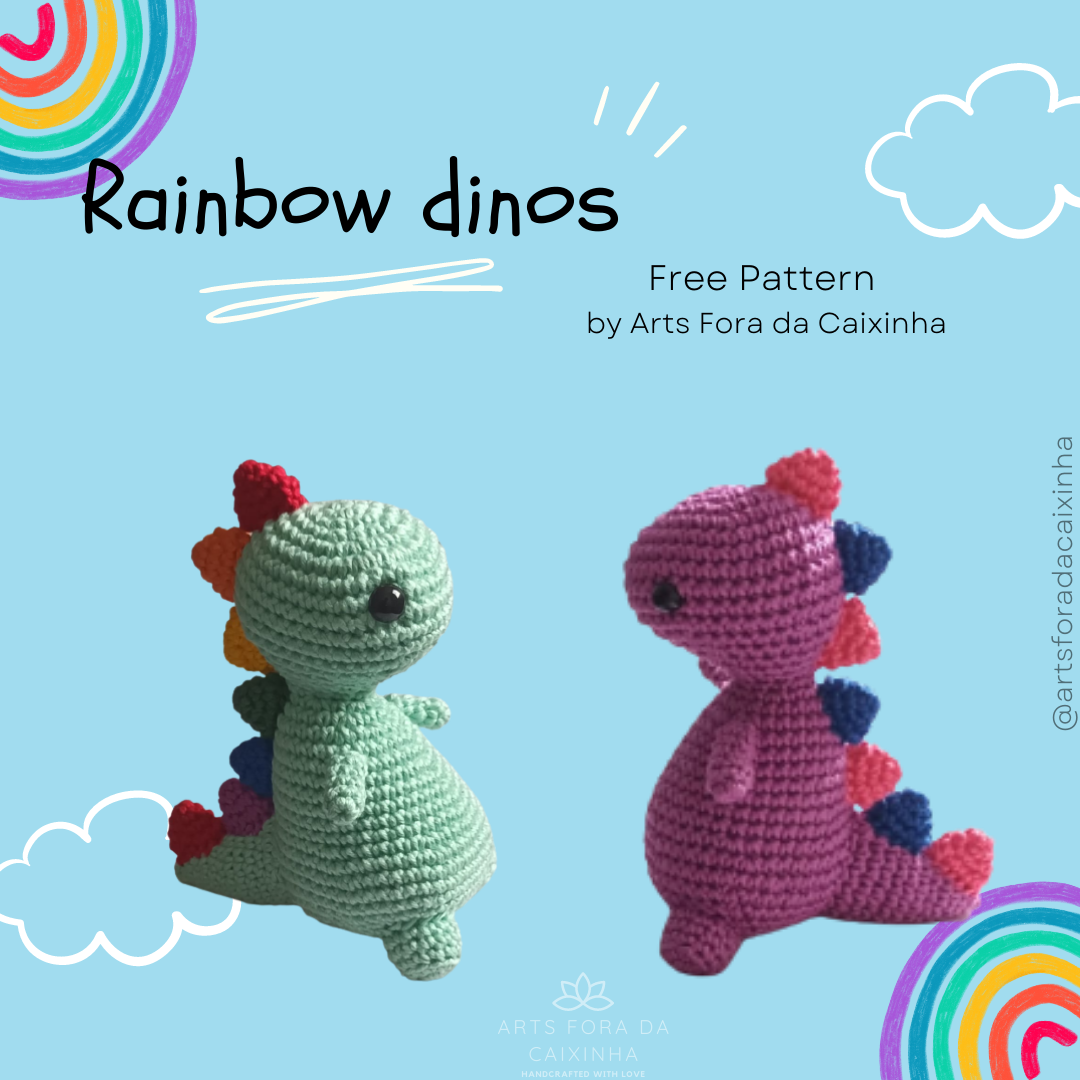 Rainbow dinos
Free Pattern
by Arts Fora da Caixinha
@artsforadacaixinha
ARTS FORA DA
CAIXINHA
HANDCRAFTED WITH LOVE